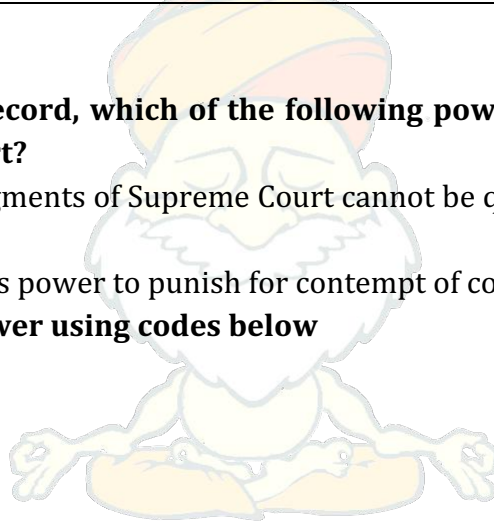 ecord, which of the following pow
t?
gments of Supreme Court cannot be q
s power to punish for contempt of co
wer using codes below